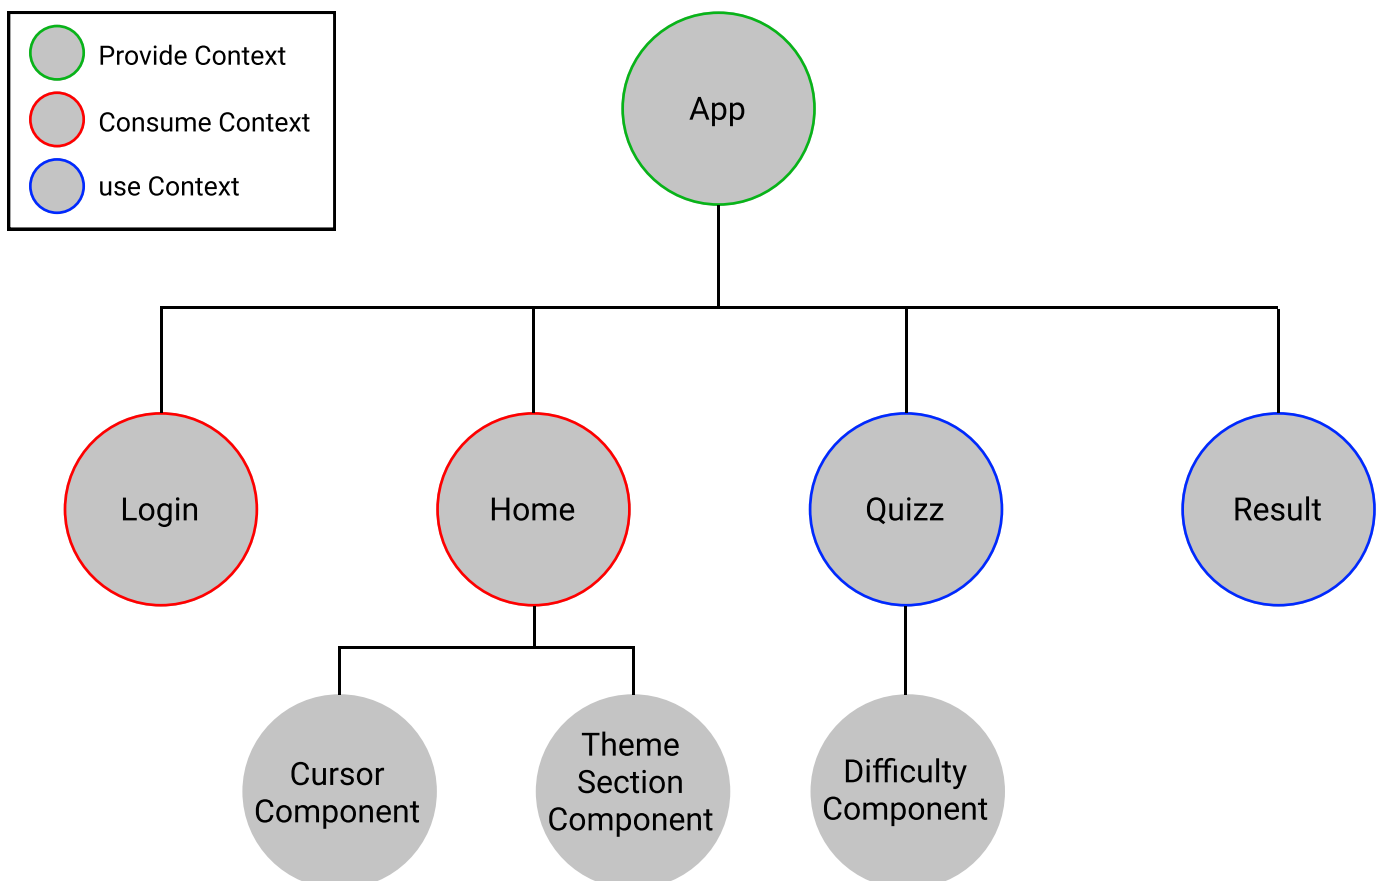 Provide Context
Consume Context
use Context
App
Login
Home
Quizz
Result
Cursor
Component
Theme
Section
Component
Difficulty
Component